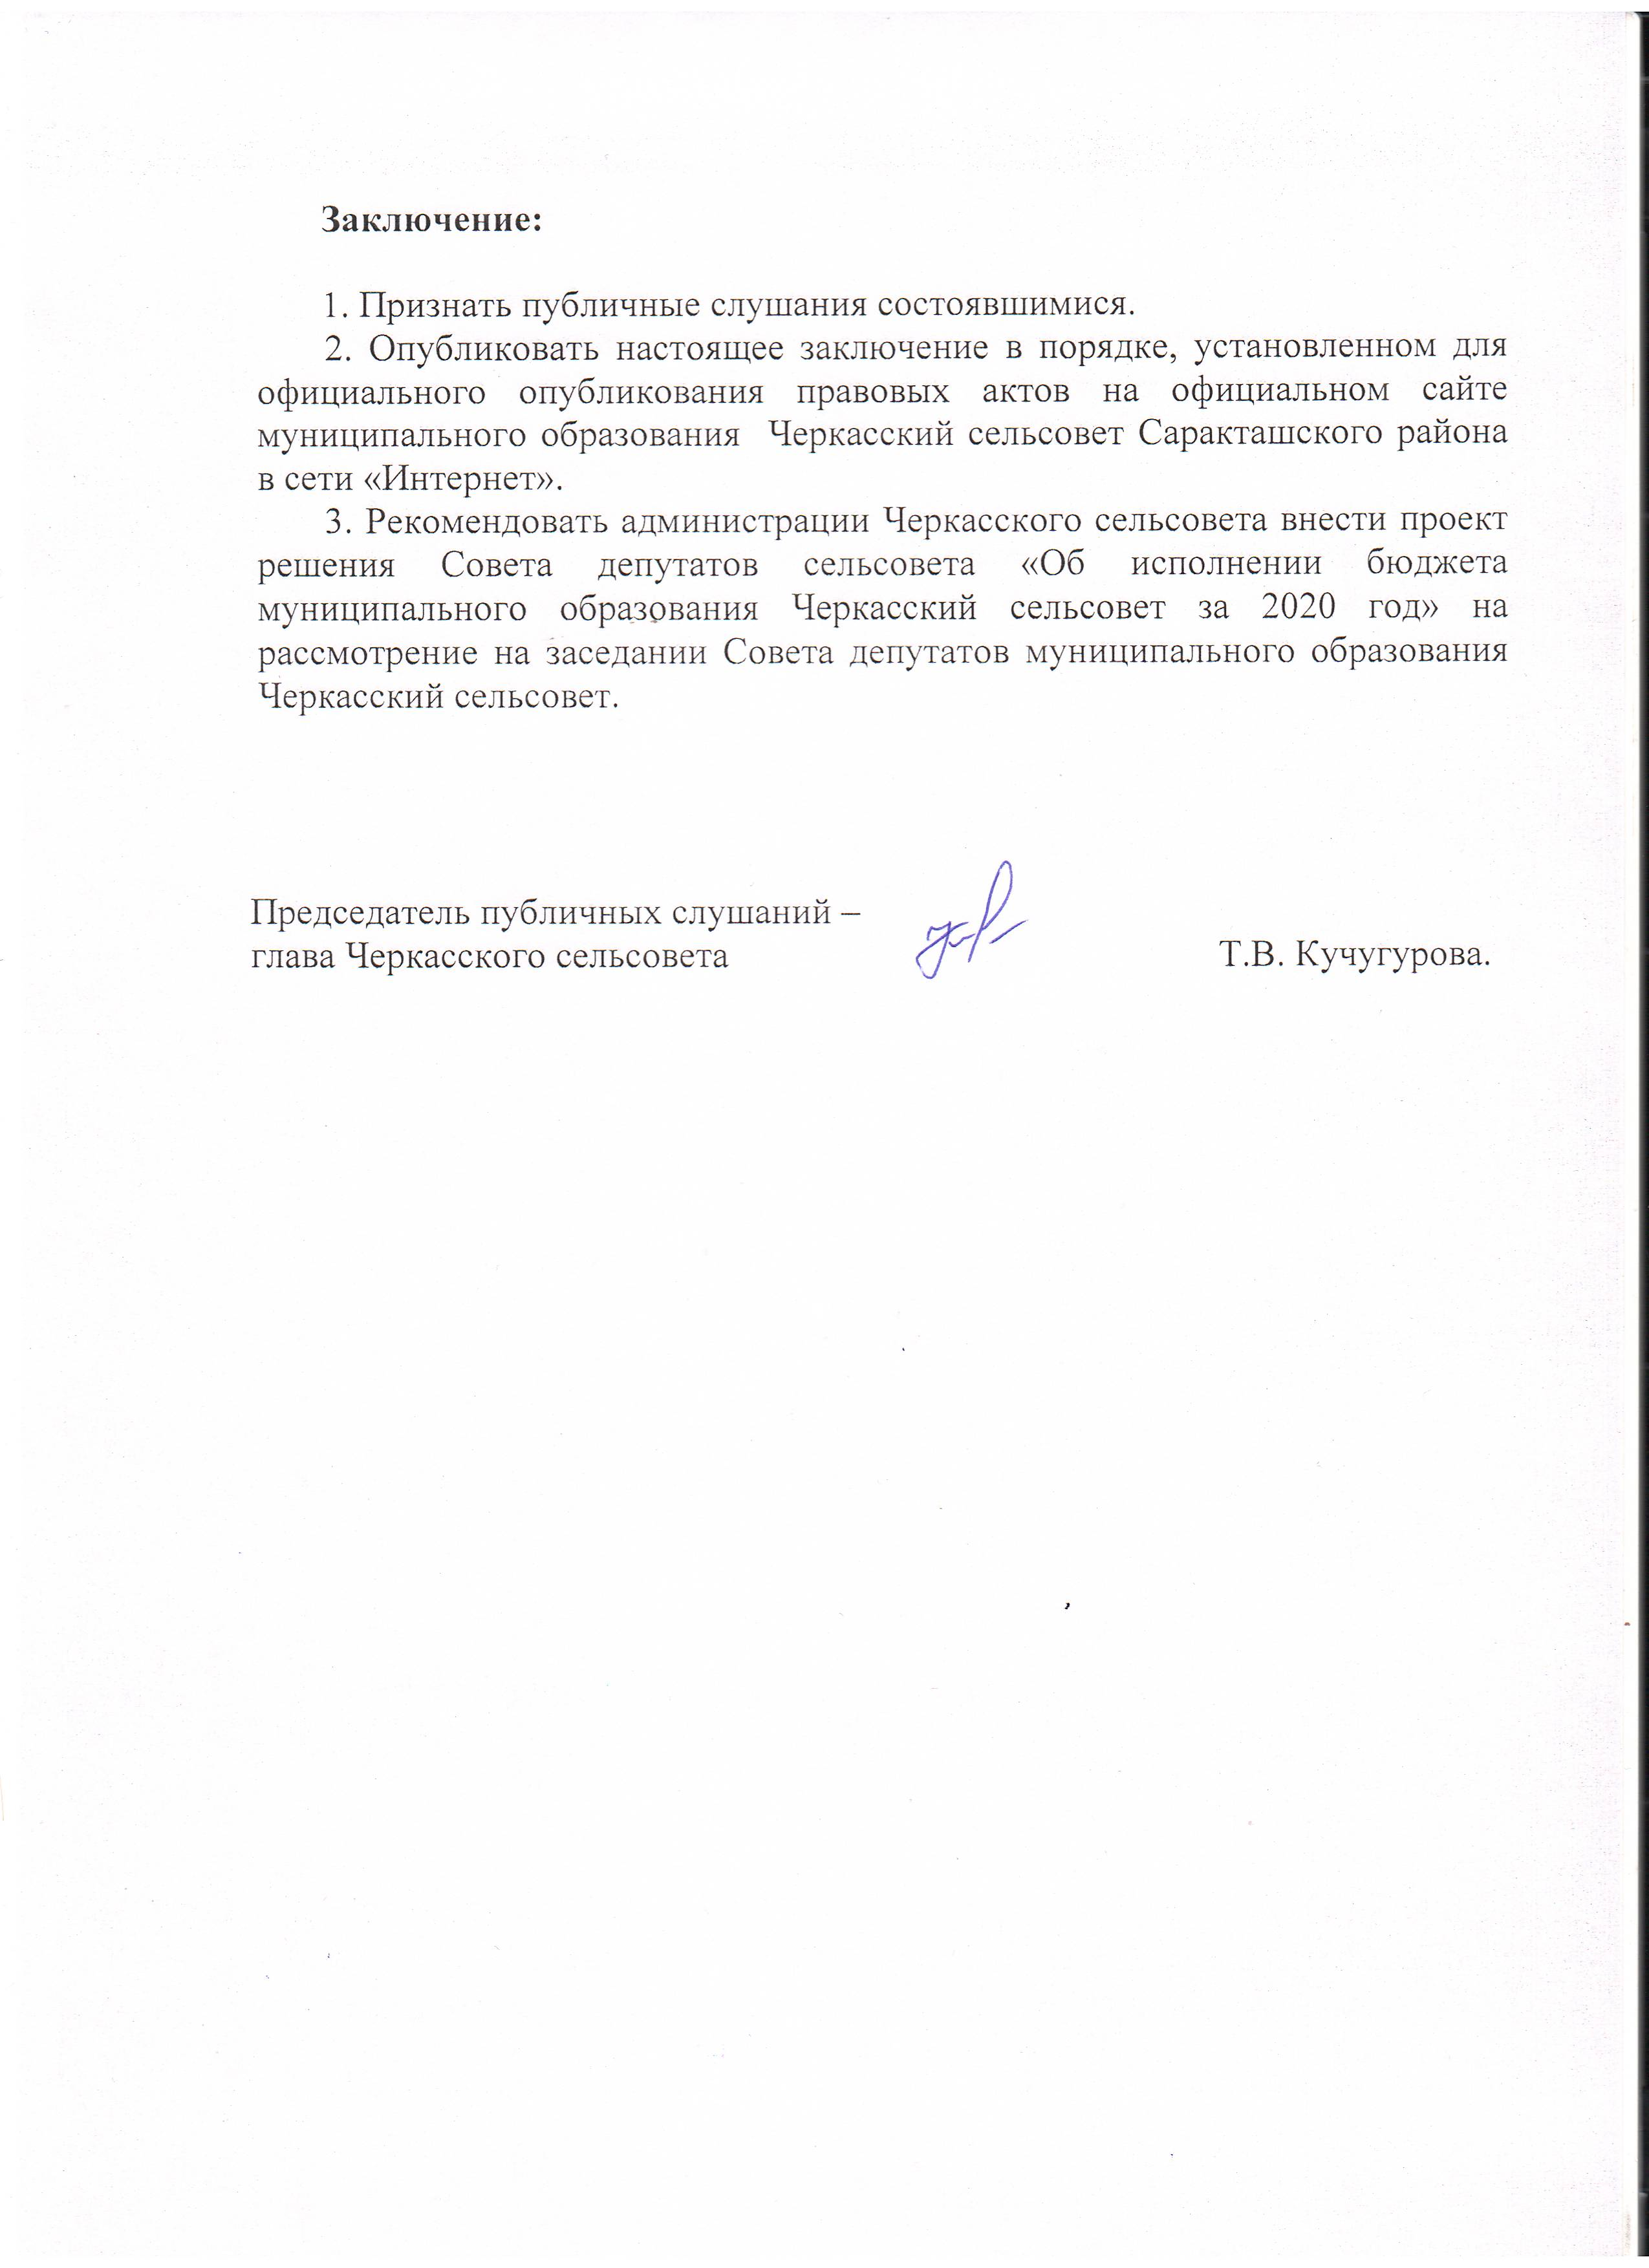 Заключение:
1. Признать публичные слушания состоявшимися.
2. Опубликовать настоящее заключение в порядке, установленном для
официального опубликования правовых актов на официальном сайте
муниципального образования Черкасский сельсовет Саракташского района
в сети «Интернет».
3. Рекомендовать администрации Черкасского сельсовета внести проект
решения Совета депутатов сельсовета «Об исполнении бюджета
муниципального образования Черкасский сельсовет за 2020 год» на
рассмотрение на заседании Совета депутатов муниципального образования
Черкасский сельсовет.
Председатель публичных слушаний –
глава Черкасского сельсовета Т.В. Кучугурова.